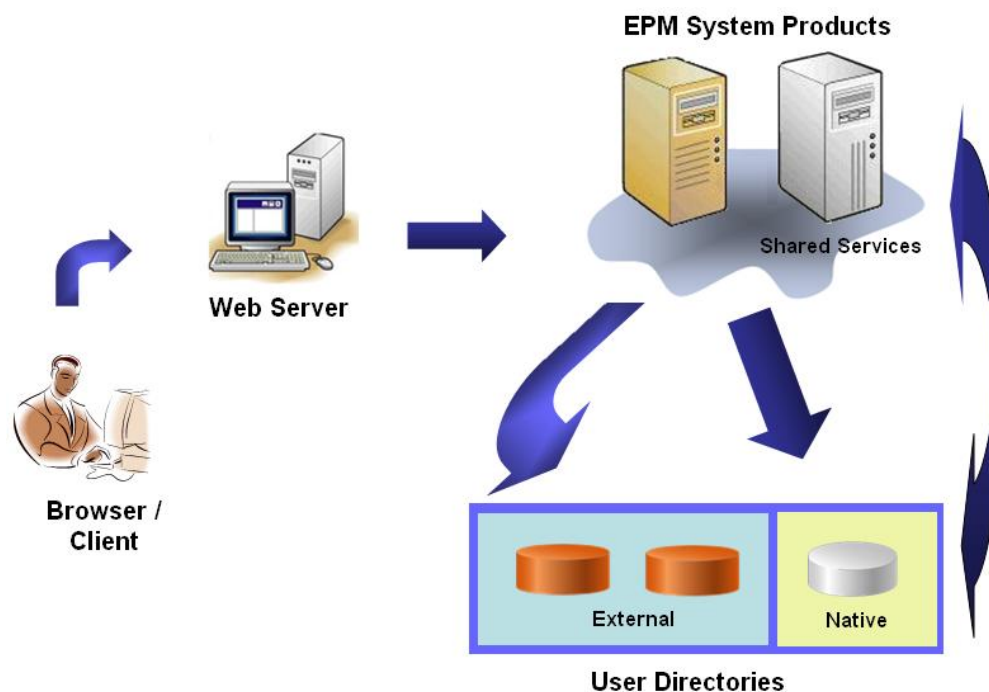 EPM System Products
Shared Services
Web Server
Browser /
Client
External
Native
User Directories